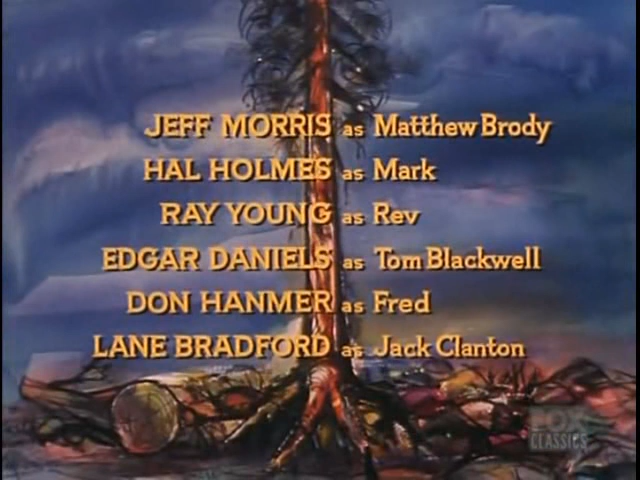 JEFF MORRIS as Matthew Brody
HAL HOLMES as Mark
RAY YOUNG as Rev
EDGAR DANIELS as Tom Blackwell
DON HANMER as Fred
LANE BRADFORD as Jack Clanton
FOX
CLASSICS